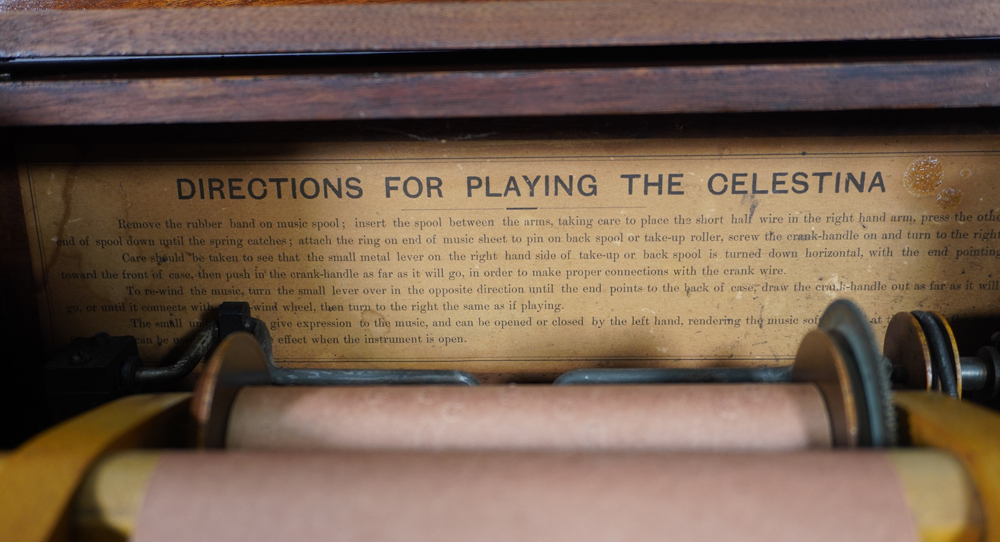 DIRECTIONS FOR PLAYING THE CELESTINA
Remove the rubber band on music spool; insert the spool between the arms, taking care to place the short half wire in the right hand arm, press the othe
end of spool down until the spring catches; attach the ring on end of music sheet to pin on back spool or take-up roller, screw the crank-handle on and turn to the right
Care should be taken to see that the small metal lever on the right hand side of take-up or back spool is turned down horizontal, with the end pointing
toward the front of case, then push in the crank-handle as far as it will go, in order to make proper connections with the crank wire.
To re-wind the music, turn the small lever over in the opposite direction until the end points to the back of case, draw the crank-handle out as far as it will
go, or until it connects with wind wheel, then turn to the right the same as if playing.
The small give expression to the music, and can be opened or closed by the left hand, rendering the music at
can be effect when the instrument is open.